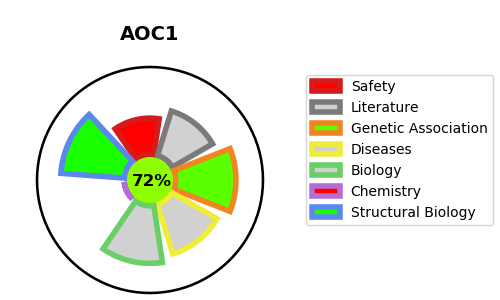 AOC1
72%
Safety
Literature
Genetic Association
Diseases
Biology
Chemistry
Structural Biology